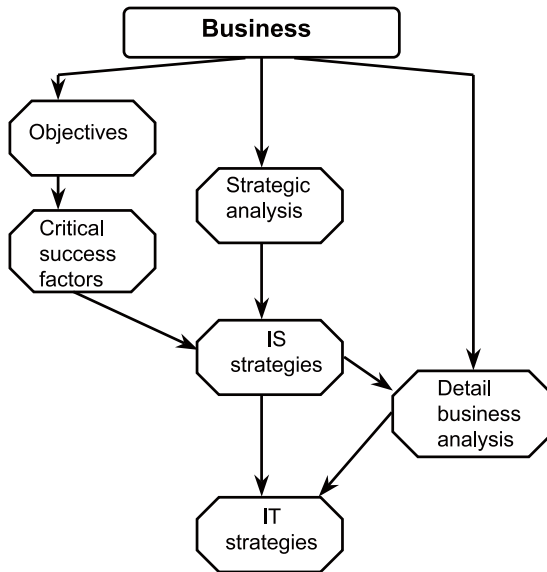 Business
Objectives
Strategic
analysis
Critical
success
factors
IS
strategies
Detail
business
analysis
IT
strategies